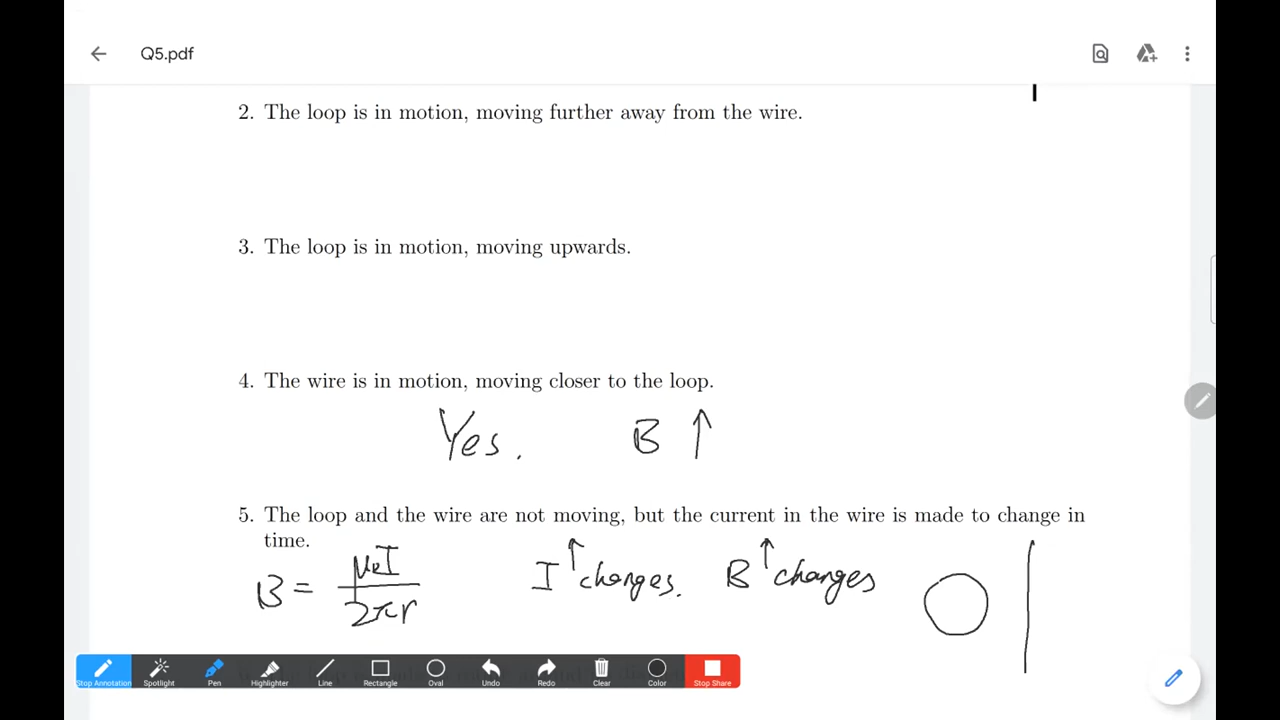 Q5.pdf
2. The loop is in motion, moving further away from the wire.
3. The loop is in motion, moving upwards.
4. The wire is in motion, moving closer to the loop.
Yes. B ↑
5. The loop and the wire are not moving, but the current in the wire is made to change in
time.
B = μ₀I / 2πr I ↑ changes. B ↑ changes
Stop Annotation Spotlight Pen Highlighter Line Rectangle Oval Undo Redo Clear Color Stop Share